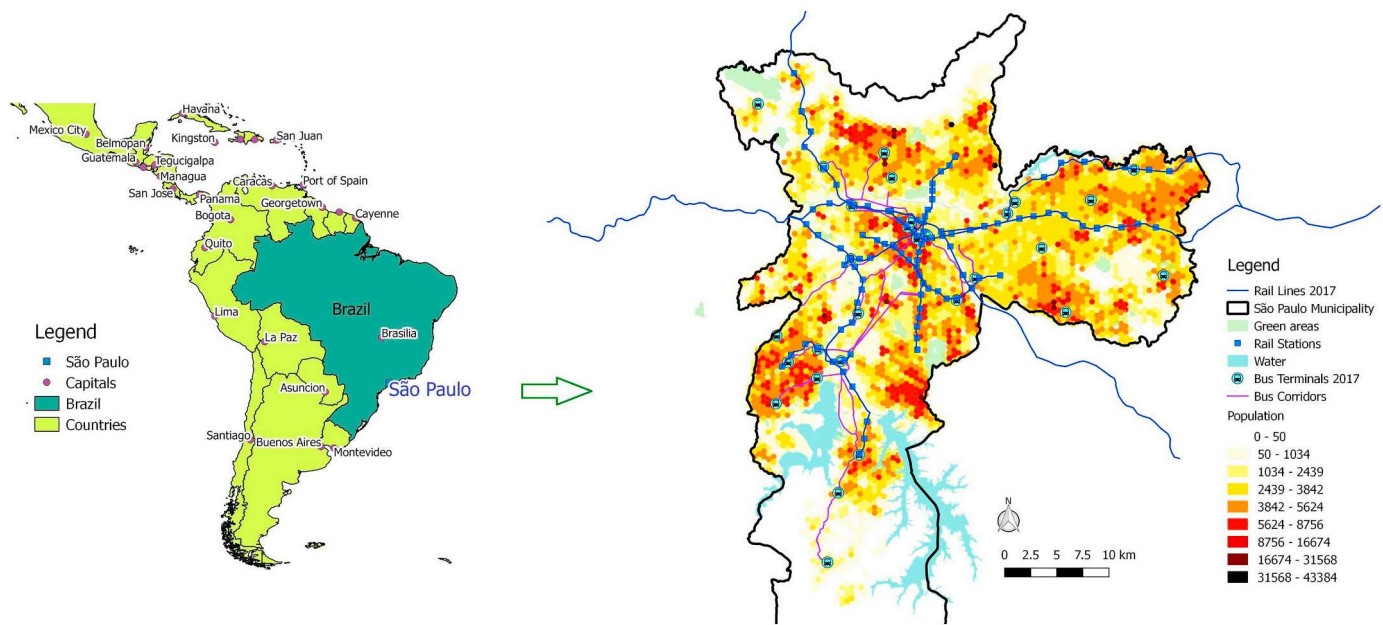 Havana
Mexico City
Kingston
San Juan
Belmopan
Guatemala
Tegucigalpa
Managua
San Jose
Caracas
Port of Spain
Panama
Georgetown
Bogota
Cayenne
Quito
Brazil
Lima
La Paz
Brasilia
Asuncion
São Paulo
Santiago
Buenos Aires
Montevideo
Legend
São Paulo
Capitals
Brazil
Countries
Legend
Rail Lines 2017
São Paulo Municipality
Green areas
Rail Stations
Water
Bus Terminals 2017
Bus Corridors
Population
0 - 50
50 - 1034
1034 - 2439
2439 - 3842
3842 - 5624
5624 - 8756
8756 - 16674
16674 - 31568
31568 - 43384
N
0 2.5 5 7.5 10 km